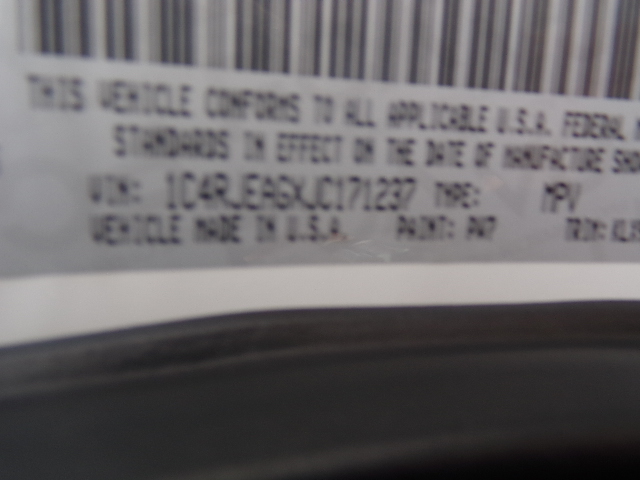 THIS VEHICLE CONFORMS TO ALL APPLICABLE U.S.A. FEDERAL
STANDARDS IN EFFECT ON THE DATE OF MANUFACTURE
VIN: 1C4RJEAGXJC171237 TYPE: MPV
VEHICLE MADE IN U.S.A. PAINT: PW7 TRIM: